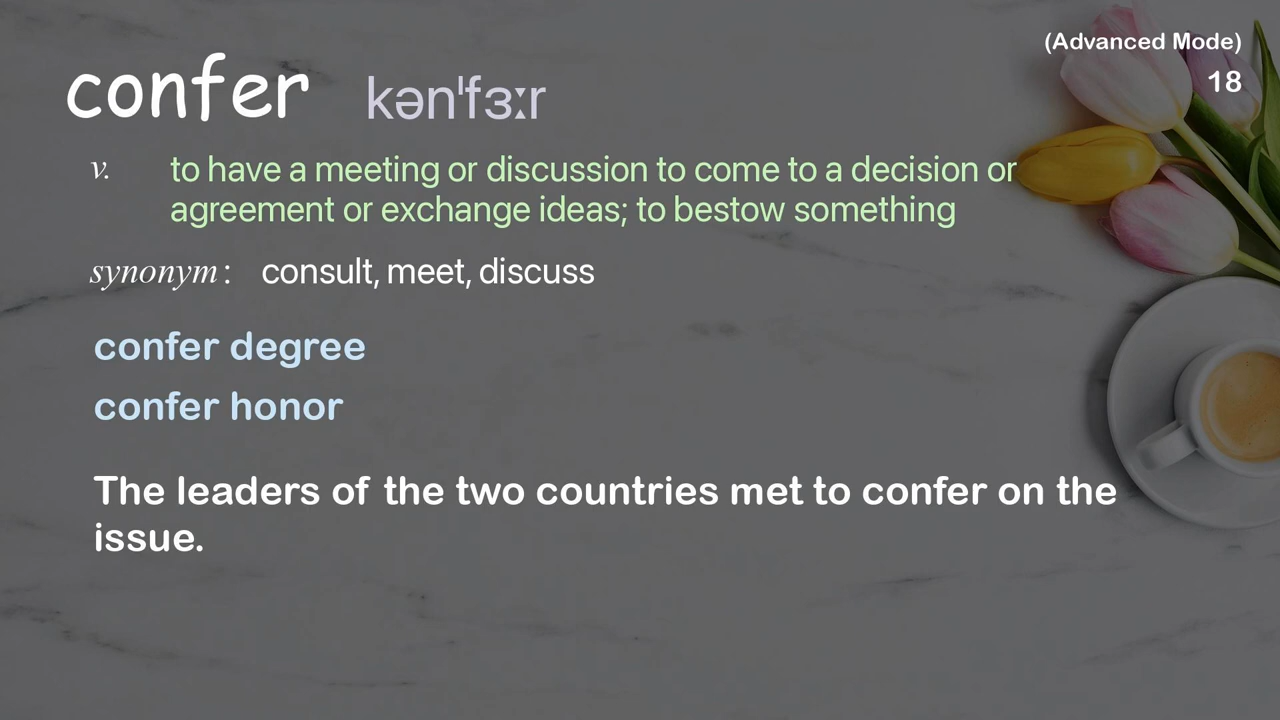 (Advanced Mode)
18
confer kən'fɜːr
v. to have a meeting or discussion to come to a decision or
agreement or exchange ideas; to bestow something
synonym : consult, meet, discuss
confer degree
confer honor
The leaders of the two countries met to confer on the
issue.